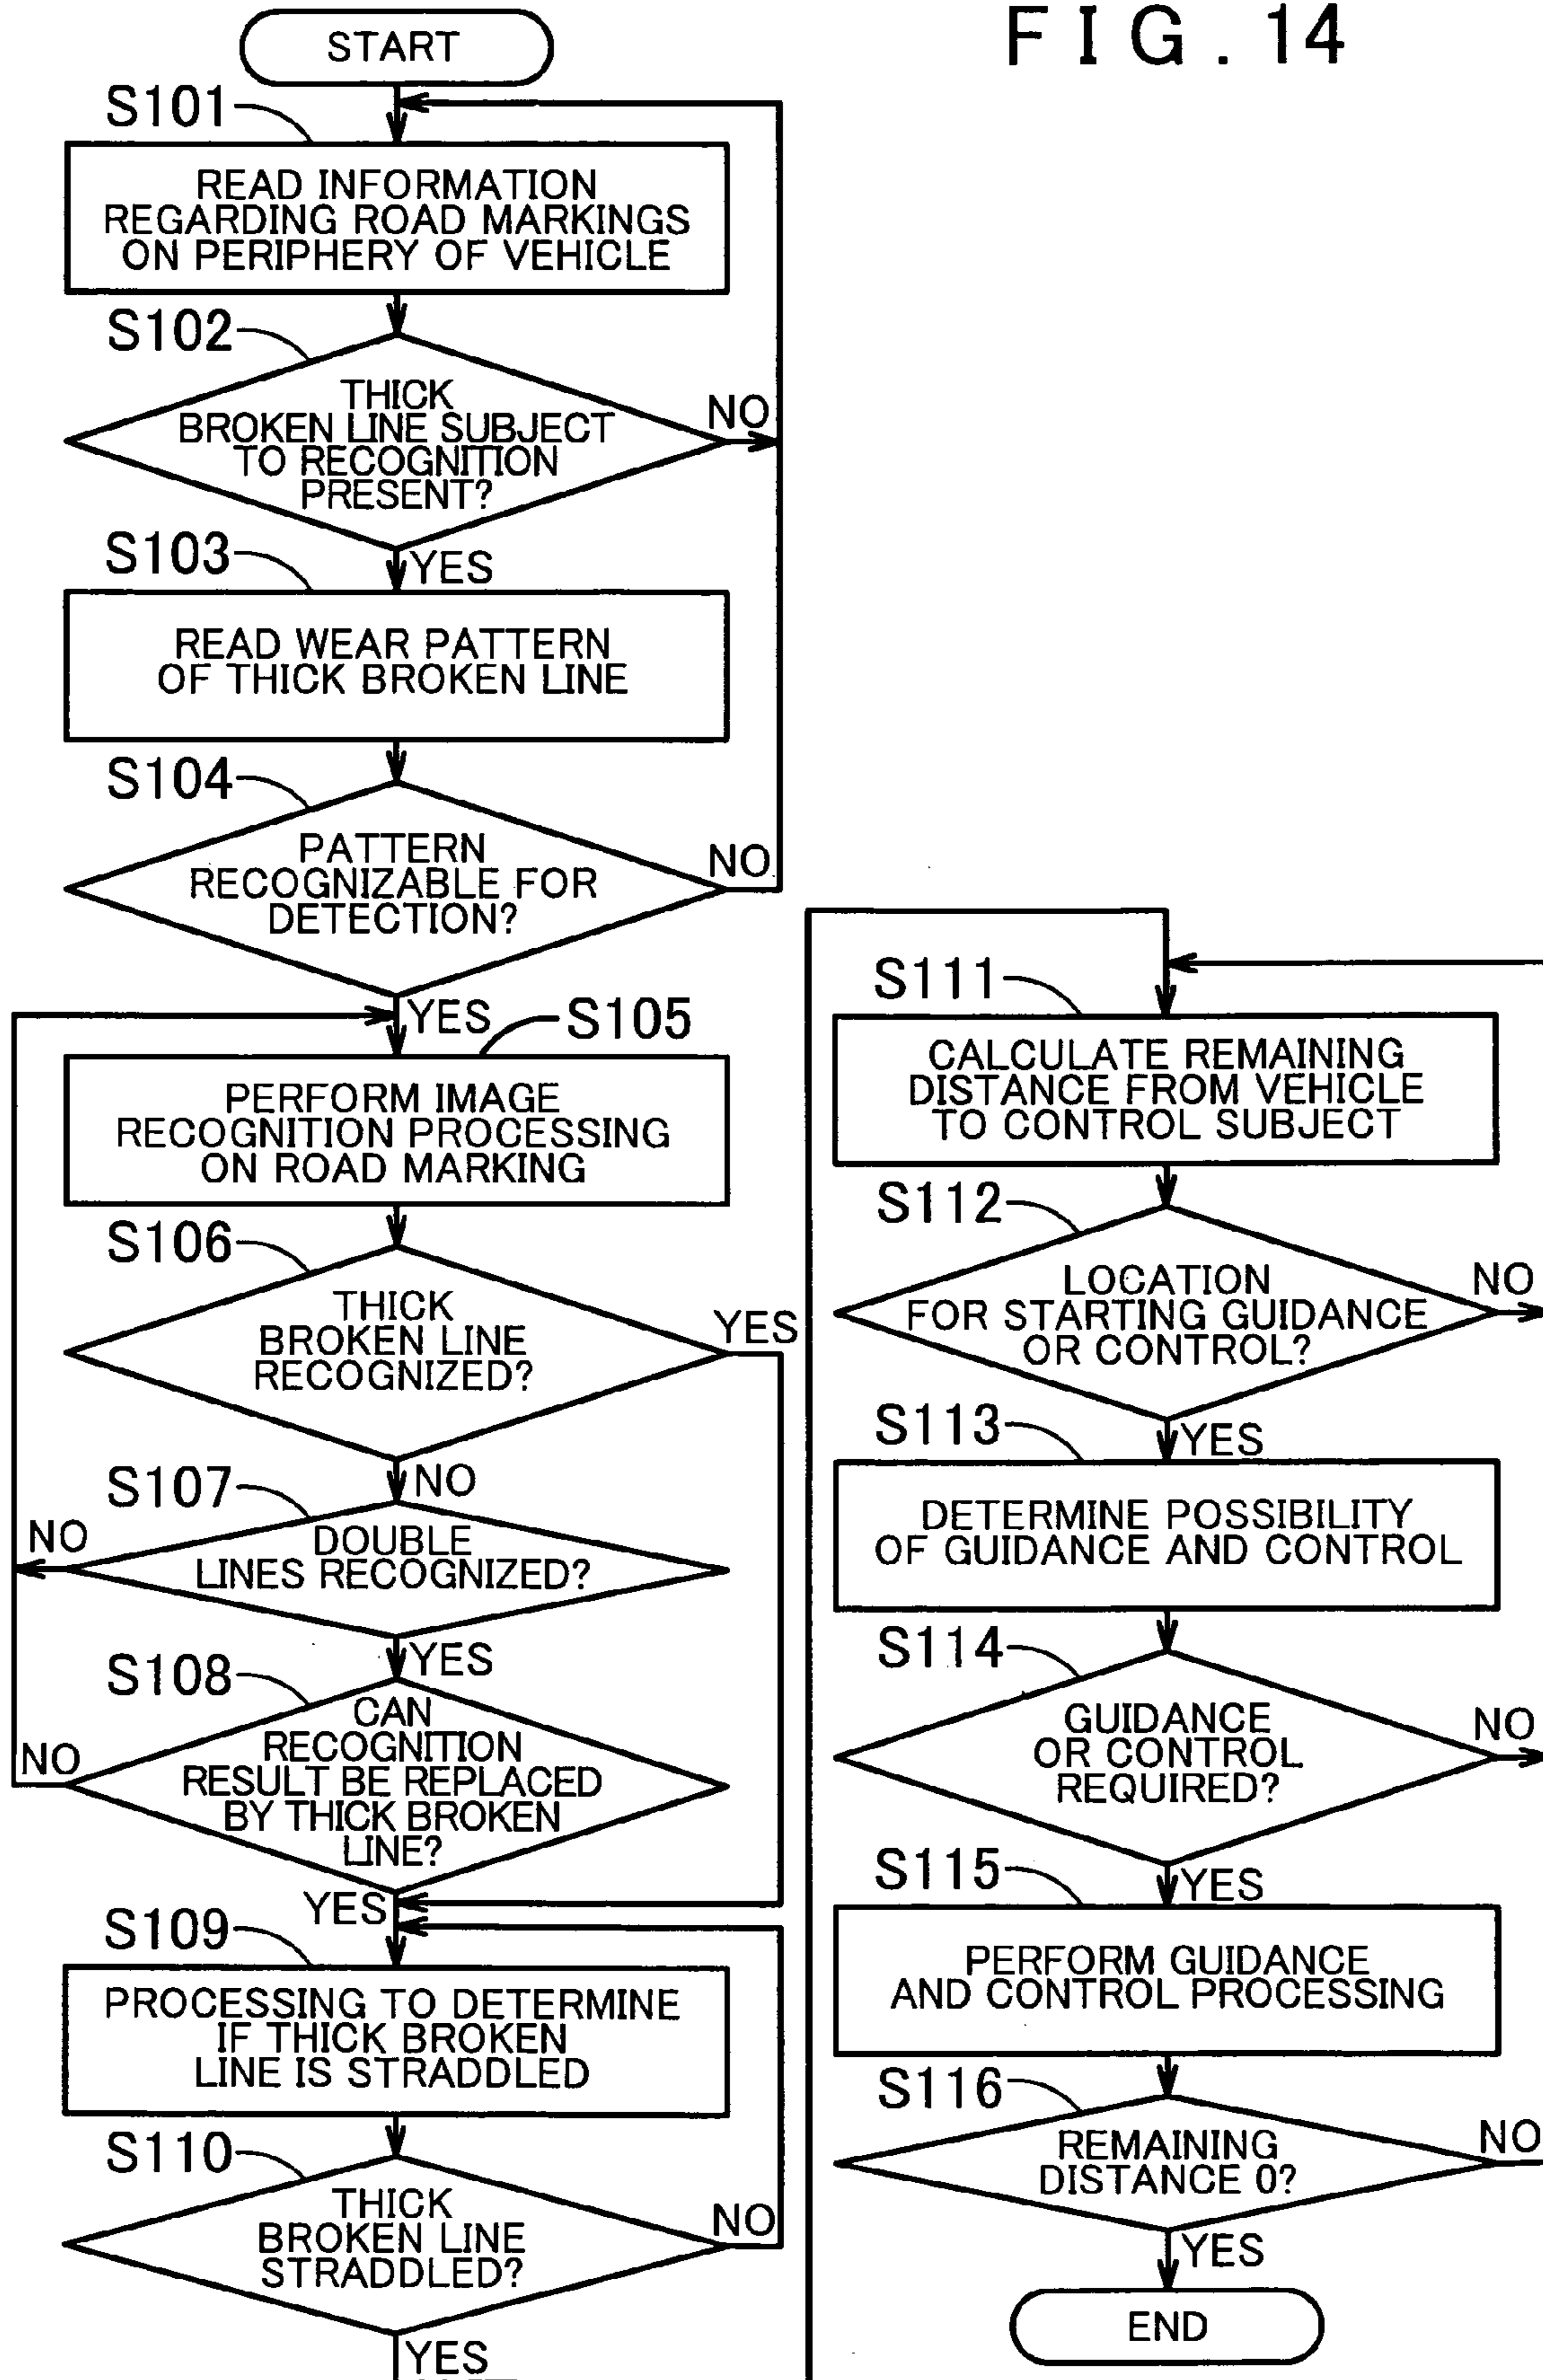 FIG.14
START
S101
READ INFORMATION
REGARDING ROAD MARKINGS
ON PERIPHERY OF VEHICLE
S102
THICK
BROKEN LINE SUBJECT
TO RECOGNITION
PRESENT?
NO
YES
S103
READ WEAR PATTERN
OF THICK BROKEN LINE
S104
PATTERN
RECOGNIZABLE FOR
DETECTION?
NO
YES
S105
PERFORM IMAGE
RECOGNITION PROCESSING
ON ROAD MARKING
S106
THICK
BROKEN LINE
RECOGNIZED?
YES
NO
S107
DOUBLE
LINES RECOGNIZED?
NO
YES
S108
CAN
RECOGNITION
RESULT BE REPLACED
BY THICK BROKEN
LINE?
NO
YES
S109
PROCESSING TO DETERMINE
IF THICK BROKEN
LINE IS STRADDLED
S110
THICK
BROKEN LINE
STRADDLED?
NO
YES
S111
CALCULATE REMAINING
DISTANCE FROM VEHICLE
TO CONTROL SUBJECT
S112
LOCATION
FOR STARTING GUIDANCE
OR CONTROL?
NO
YES
S113
DETERMINE POSSIBILITY
OF GUIDANCE AND CONTROL
S114
GUIDANCE
OR CONTROL
REQUIRED?
NO
YES
S115
PERFORM GUIDANCE
AND CONTROL PROCESSING
S116
REMAINING
DISTANCE 0?
NO
YES
END